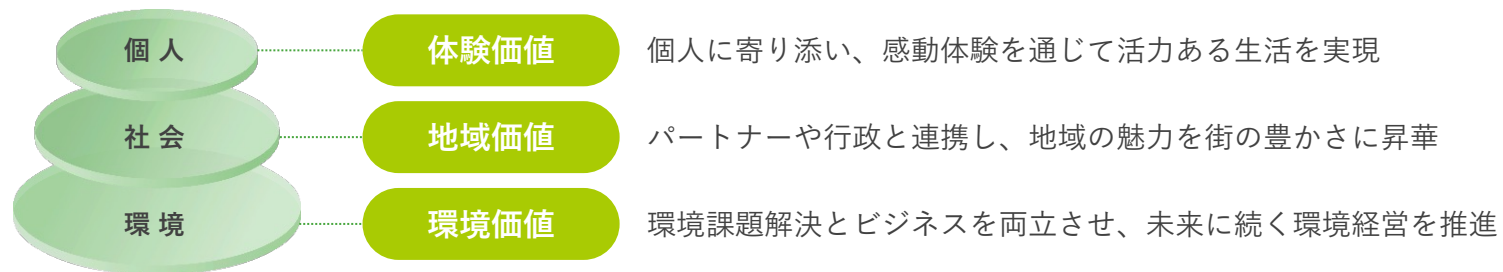 個人 体験価値 個人に寄り添い、感動体験を通じて活力ある生活を実現
社会 地域価値 パートナーや行政と連携し、地域の魅力を街の豊かさに昇華
環境 環境価値 環境課題解決とビジネスを両立させ、未来に続く環境経営を推進